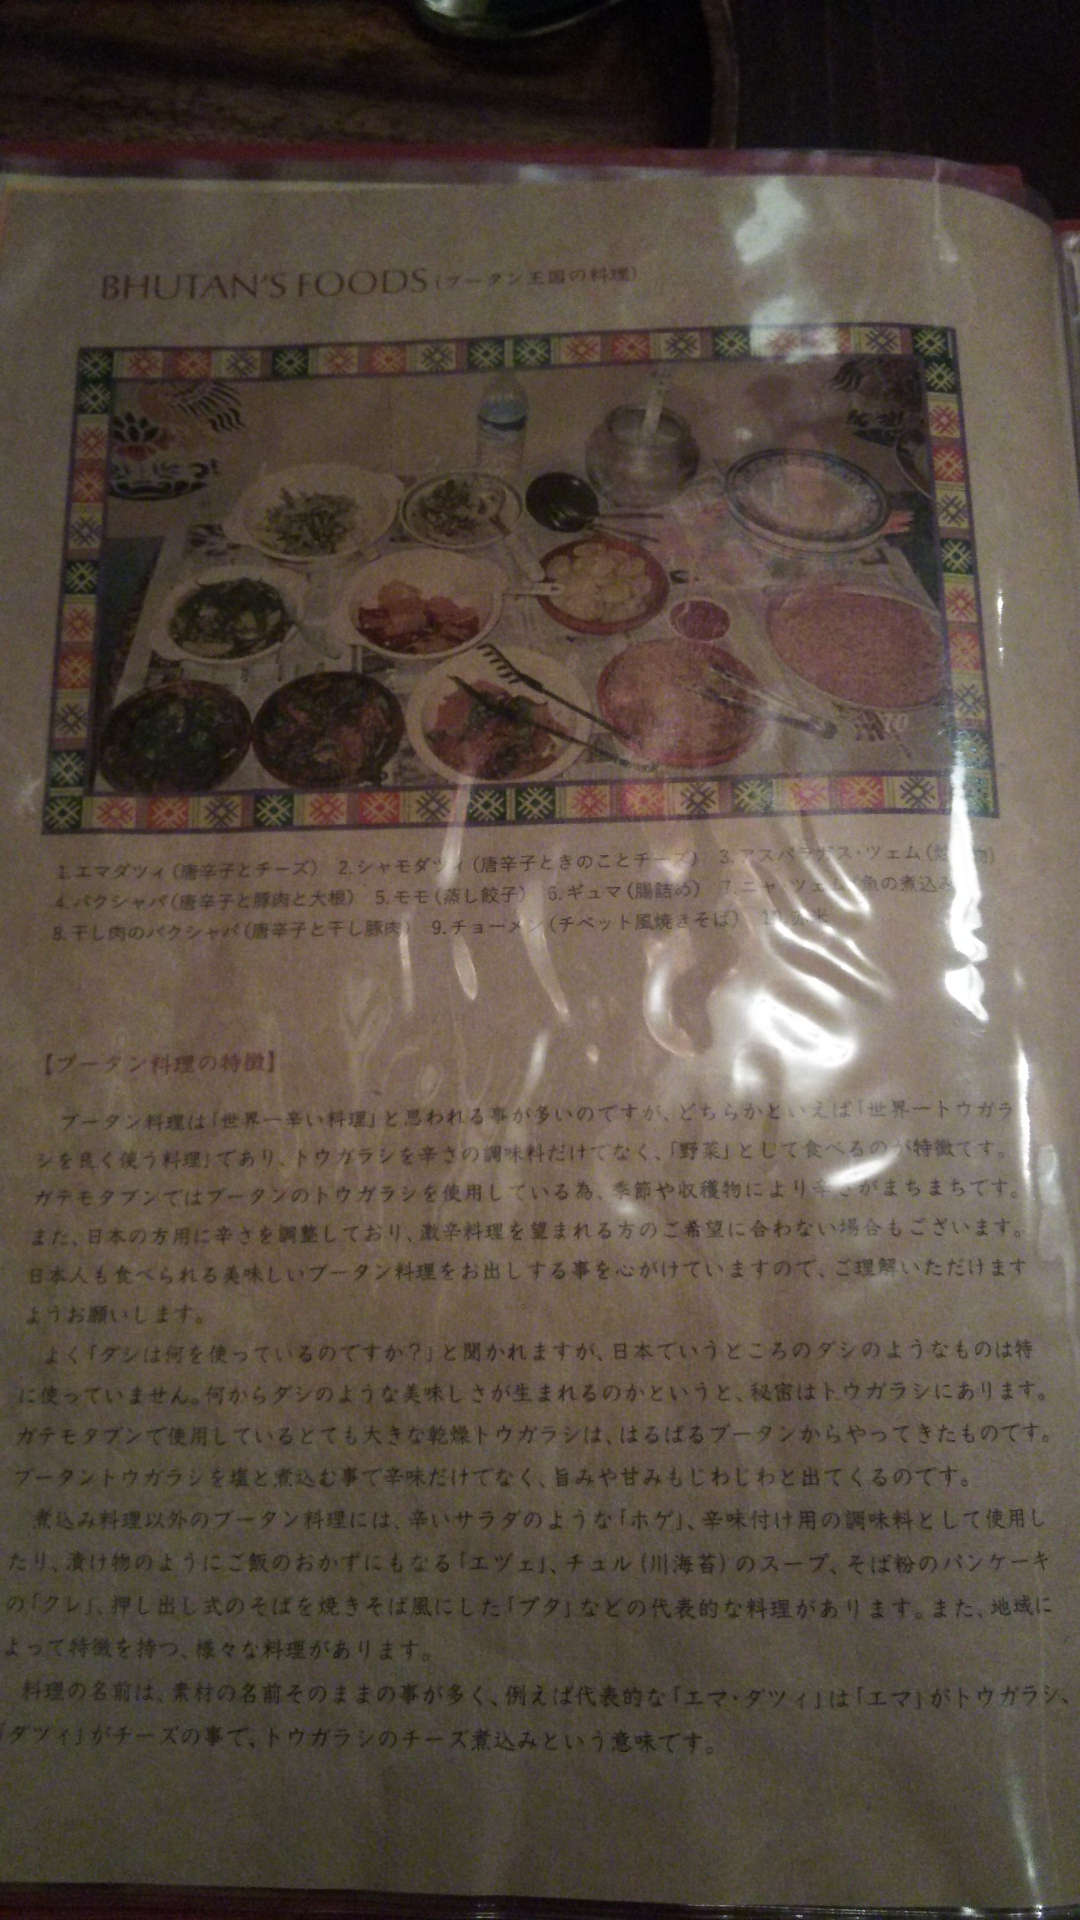 BHUTAN'S FOODS (ブータン王国の料理)
1.エマダツィ(唐辛子とチーズ) 2.シャモダツィ(唐辛子ときのことチーズ) 3.アスパラガス・ツェム
4.パクシャパ(唐辛子と豚肉と大根) 5.モモ(蒸し餃子) 6.ギュマ(腸詰め) 7.ニャ・ツェム(魚の煮込み
8.干し肉のパクシャパ(唐辛子と干し豚肉) 9.チョーメン(チベット風焼きそば) 10.
【ブータン料理の特徴】
ブータン料理は「世界一辛い料理」と思われる事が多いのですが、どちらかといえば「世界一トウガラ
シを良く使う料理」であり、トウガラシを辛さの調味料だけでなく、「野菜」として食べるのが特徴です。
ガテモタブンではブータンのトウガラシを使用している為、季節や収穫物により辛さがまちまちです。
また、日本の方用に辛さを調整しており、激辛料理を望まれる方のご希望に合わない場合もございます。
日本人も食べられる美味しいブータン料理をお出しする事を心がけていますので、ご理解いただけます
ようお願いします。
よく「ダシは何を使っているのですか?」と聞かれますが、日本でいうところのダシのようなものは特
に使っていません。何からダシのような美味しさが生まれるのかというと、秘密はトウガラシにあります。
ガテモタブンで使用しているとても大きな乾燥トウガラシは、はるばるブータンからやってきたものです。
ブータントウガラシを塩と煮込む事で辛味だけでなく、旨みや甘みもじわじわと出てくるのです。
煮込み料理以外のブータン料理には、辛いサラダのような「ホゲ」、辛味付け用の調味料として使用し
たり、漬け物のようにご飯のおかずにもなる「エヅェ」、チュル(川海苔)のスープ、そば粉のパンケーキ
の「クレ」、押し出し式のそばを焼きそば風にした「プタ」などの代表的な料理があります。また、地域に
よって特徴を持つ、様々な料理があります。
料理の名前は、素材の名前そのままの事が多く、例えば代表的な「エマ・ダツィ」は「エマ」がトウガラシ、
「ダツィ」がチーズの事で、トウガラシのチーズ煮込みという意味です。